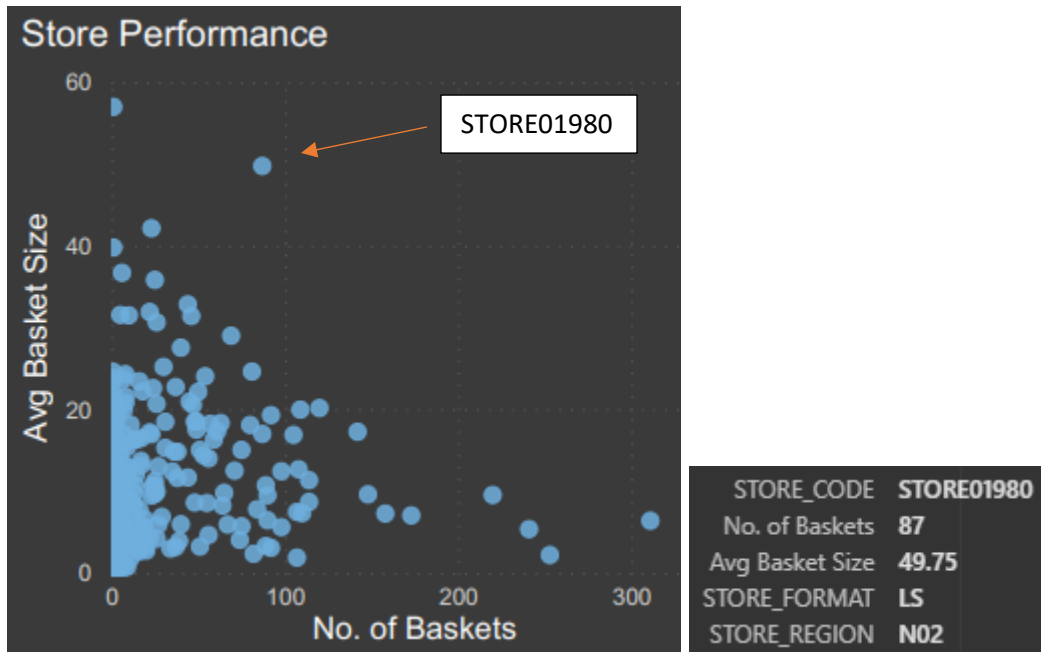 Store Performance
60
STORE01980
40
20
0
Avg Basket Size
0 100 200 300
No. of Baskets
STORE_CODE STORE01980
No. of Baskets 87
Avg Basket Size 49.75
STORE_FORMAT LS
STORE_REGION N02